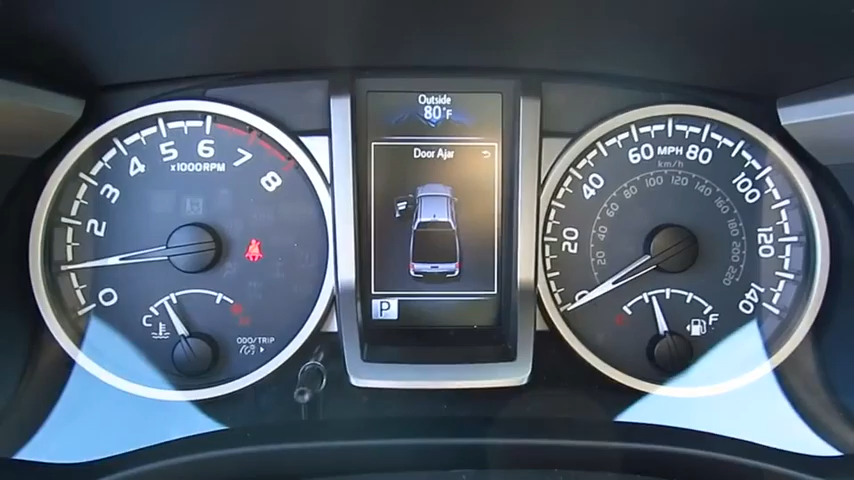 Outside
80°F
Door Ajar
P
0 1 2 3 4 5 6 7 8
x1000RPM
C
ODO/TRIP
0 20 40 60 80 100 120 140
MPH
km/h
20 40 60 80 100 120 140 160 180 200 220
F